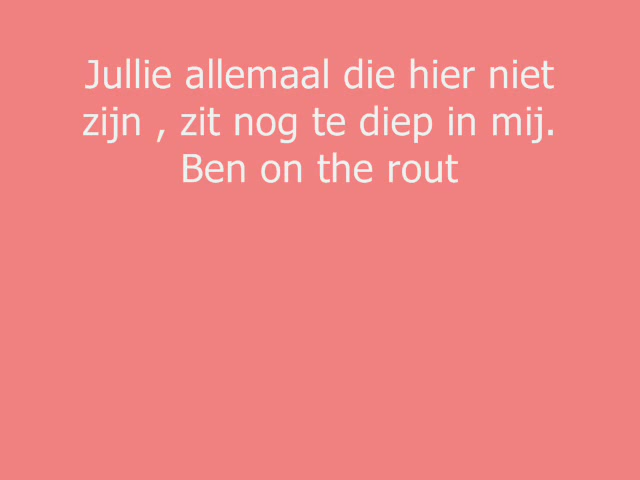 Jullie allemaal die hier niet
zijn , zit nog te diep in mij.
Ben on the rout